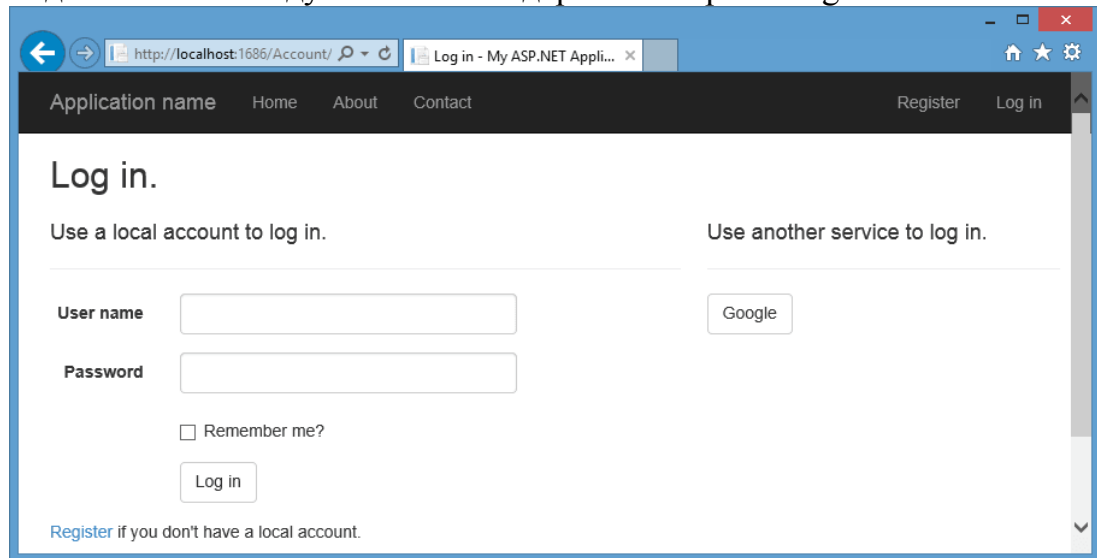 http://localhost:1686/Account/
Log in - My ASP.NET Appli...
Application name Home About Contact Register Log in
Log in.
Use a local account to log in.
Use another service to log in.
User name
Google
Password
Remember me?
Log in
Register if you don't have a local account.